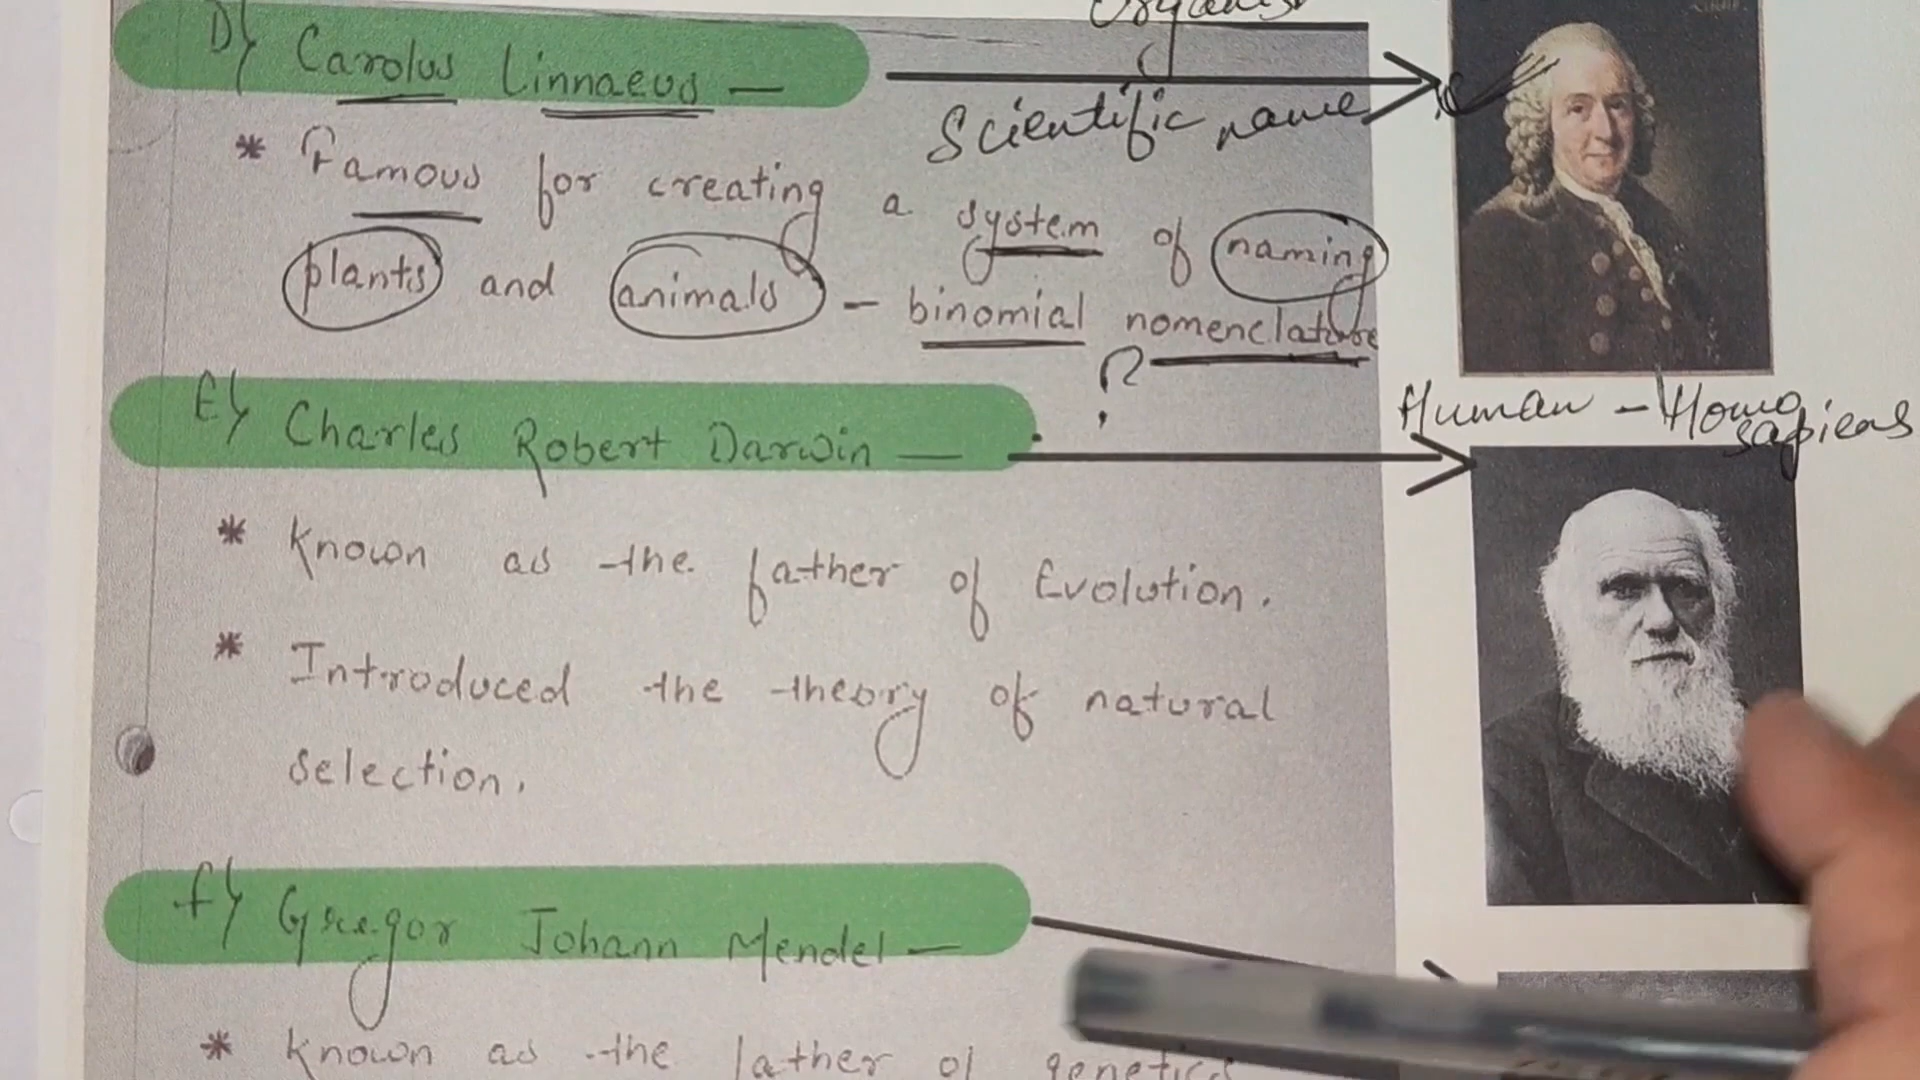 D) Carolus Linnaeus —
Scientific name
* Famous for creating a system of naming
plants and animals — binomial nomenclature
?
Human - Homo
sapiens
E) Charles Robert Darwin —
* Known as the father of Evolution.
* Introduced the theory of natural
selection.
F) Gregor Johann Mendel —
* Known as the father of genetics